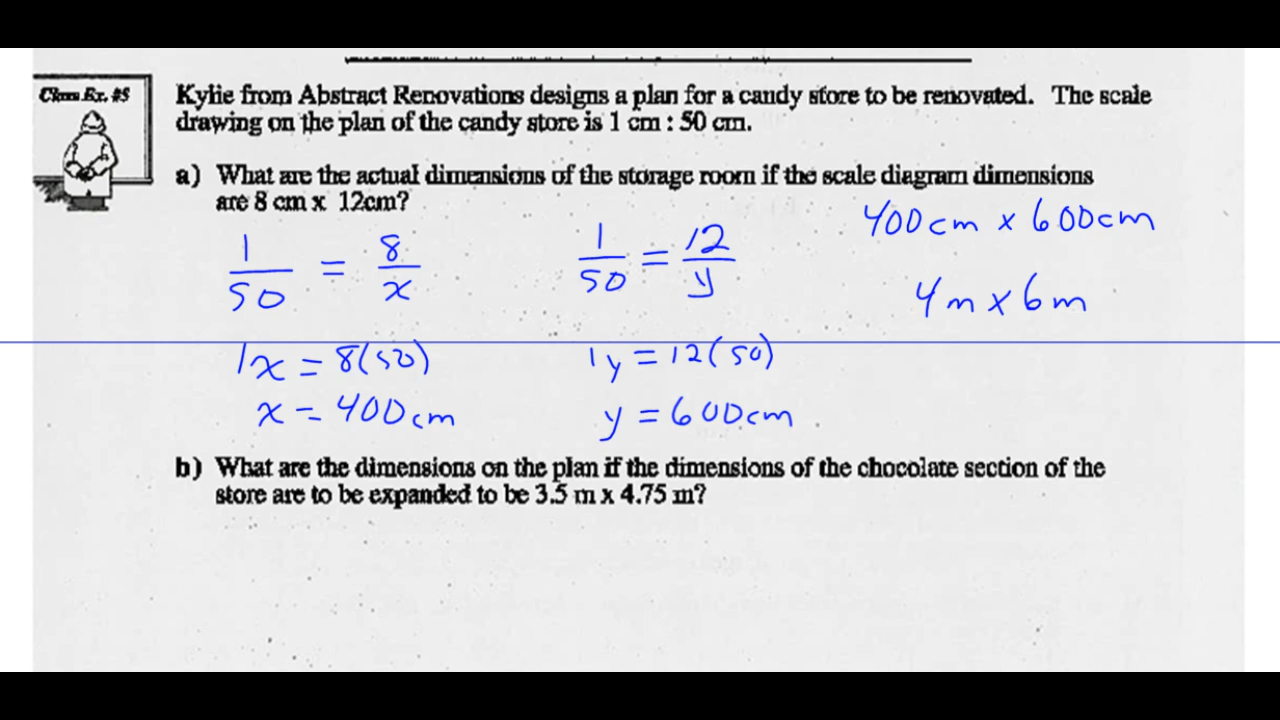 Class Ex. #5
Kylie from Abstract Renovations designs a plan for a candy store to be renovated. The scale
drawing on the plan of the candy store is 1 cm : 50 cm.
a) What are the actual dimensions of the storage room if the scale diagram dimensions
are 8 cm x 12cm?
1/50 = 8/x
1x = 8(50)
x = 400cm
1/50 = 12/y
1y = 12(50)
y = 600cm
400cm x 600cm
4m x 6m
b) What are the dimensions on the plan if the dimensions of the chocolate section of the
store are to be expanded to be 3.5 m x 4.75 m?